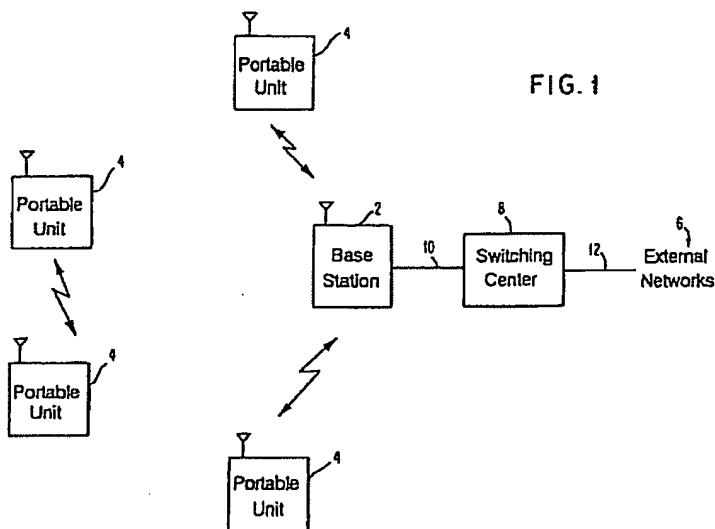 4
Portable
Unit
FIG. 1
4
Portable
Unit
2
Base
Station
10
8
Switching
Center
12
6
External
Networks
4
Portable
Unit
4
Portable
Unit